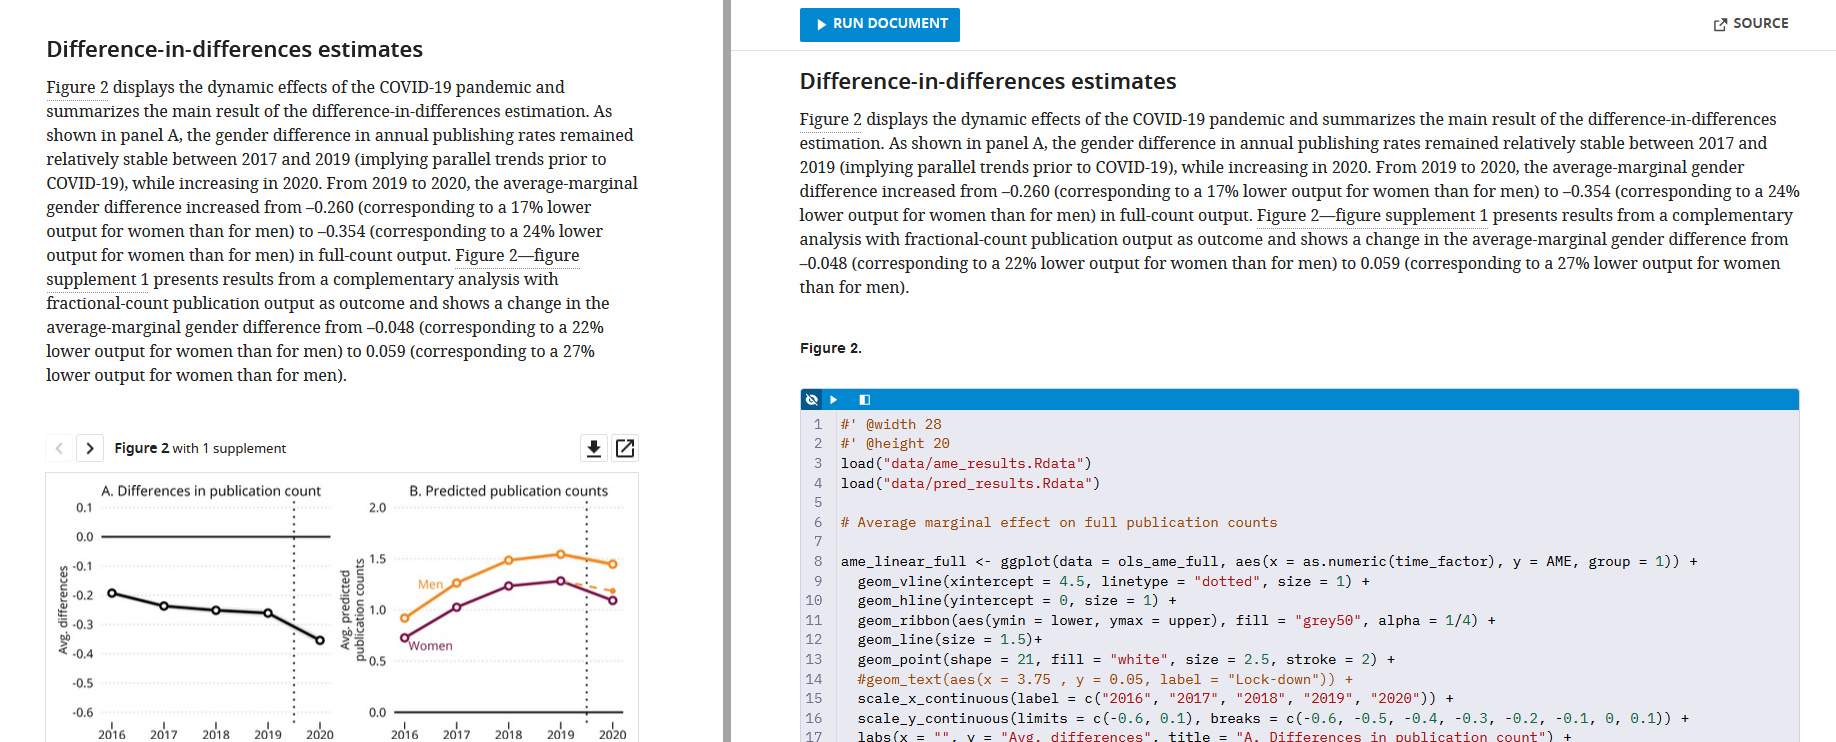 Difference-in-differences estimates
Figure 2 displays the dynamic effects of the COVID-19 pandemic and
summarizes the main result of the difference-in-differences estimation. As
shown in panel A, the gender difference in annual publishing rates remained
relatively stable between 2017 and 2019 (implying parallel trends prior to
COVID-19), while increasing in 2020. From 2019 to 2020, the average-marginal
gender difference increased from –0.260 (corresponding to a 17% lower
output for women than for men) to –0.354 (corresponding to a 24% lower
output for women than for men) in full-count output. Figure 2—figure
supplement 1 presents results from a complementary analysis with
fractional-count publication output as outcome and shows a change in the
average-marginal gender difference from –0.048 (corresponding to a 22%
lower output for women than for men) to 0.059 (corresponding to a 27%
lower output for women than for men).
Figure 2 with 1 supplement
A. Differences in publication count
0.1
0.0
-0.1
-0.2
-0.3
-0.4
-0.5
-0.6
Avg. differences
2016 2017 2018 2019 2020
B. Predicted publication counts
2.0
1.5
1.0
0.5
0.0
Avg. predicted
publication counts
Men
Women
2016 2017 2018 2019 2020
RUN DOCUMENT
SOURCE
Difference-in-differences estimates
Figure 2 displays the dynamic effects of the COVID-19 pandemic and summarizes the main result of the difference-in-differences
estimation. As shown in panel A, the gender difference in annual publishing rates remained relatively stable between 2017 and
2019 (implying parallel trends prior to COVID-19), while increasing in 2020. From 2019 to 2020, the average-marginal gender
difference increased from –0.260 (corresponding to a 17% lower output for women than for men) to –0.354 (corresponding to a 24%
lower output for women than for men) in full-count output. Figure 2—figure supplement 1 presents results from a complementary
analysis with fractional-count publication output as outcome and shows a change in the average-marginal gender difference from
–0.048 (corresponding to a 22% lower output for women than for men) to 0.059 (corresponding to a 27% lower output for women
than for men).
Figure 2.
1 #' @width 28
2 #' @height 20
3 load("data/ame_results.Rdata")
4 load("data/pred_results.Rdata")
5
6 # Average marginal effect on full publication counts
7
8 ame_linear_full <- ggplot(data = ols_ame_full, aes(x = as.numeric(time_factor), y = AME, group = 1)) +
9 geom_vline(xintercept = 4.5, linetype = "dotted", size = 1) +
10 geom_hline(yintercept = 0, size = 1) +
11 geom_ribbon(aes(ymin = lower, ymax = upper), fill = "grey50", alpha = 1/4) +
12 geom_line(size = 1.5)+
13 geom_point(shape = 21, fill = "white", size = 2.5, stroke = 2) +
14 #geom_text(aes(x = 3.75 , y = 0.05, label = "Lock-down")) +
15 scale_x_continuous(label = c("2016", "2017", "2018", "2019", "2020")) +
16 scale_y_continuous(limits = c(-0.6, 0.1), breaks = c(-0.6, -0.5, -0.4, -0.3, -0.2, -0.1, 0, 0.1)) +
17 labs(x = "", y = "Avg. differences", title = "A. Differences in publication count") +